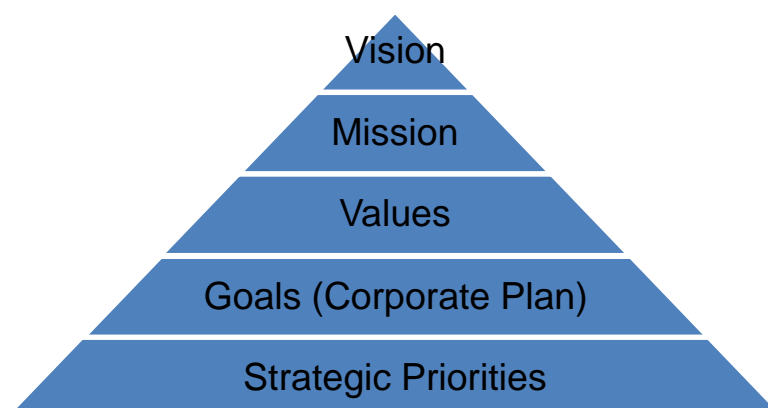 Vision
Mission
Values
Goals (Corporate Plan)
Strategic Priorities